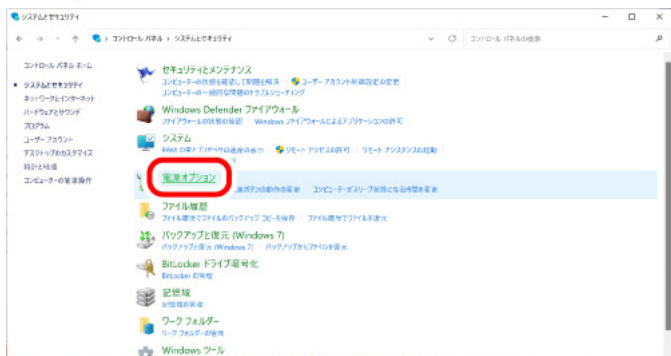 システムとセキュリティ
コントロール パネル › システムとセキュリティ
コントロール パネルの検索
コントロール パネル ホーム
システムとセキュリティ
ネットワークとインターネット
ハードウェアとサウンド
プログラム
ユーザー アカウント
デスクトップのカスタマイズ
時計と地域
コンピューターの簡単操作
セキュリティとメンテナンス
コンピューターの状態を確認して問題を解決 ユーザー アカウント制御設定の変更
コンピューターの一般的な問題のトラブルシューティング
Windows Defender ファイアウォール
ファイアウォールの状態の確認 Windows ファイアウォールによるアプリケーションの許可
システム
RAM の量とプロセッサの速度の表示 リモート アクセスの許可 リモート アシスタンスの起動
電源オプション
電源ボタンの動作の変更 コンピューターがスリープ状態になる時間を変更
ファイル履歴
ファイル履歴でファイルのバックアップ コピーを保存 ファイル履歴でファイルを復元
バックアップと復元 (Windows 7)
バックアップと復元 (Windows 7) バックアップからファイルを復元
BitLocker ドライブ暗号化
BitLocker の管理
記憶域
記憶域の管理
ワーク フォルダー
ワーク フォルダーの管理
Windows ツール